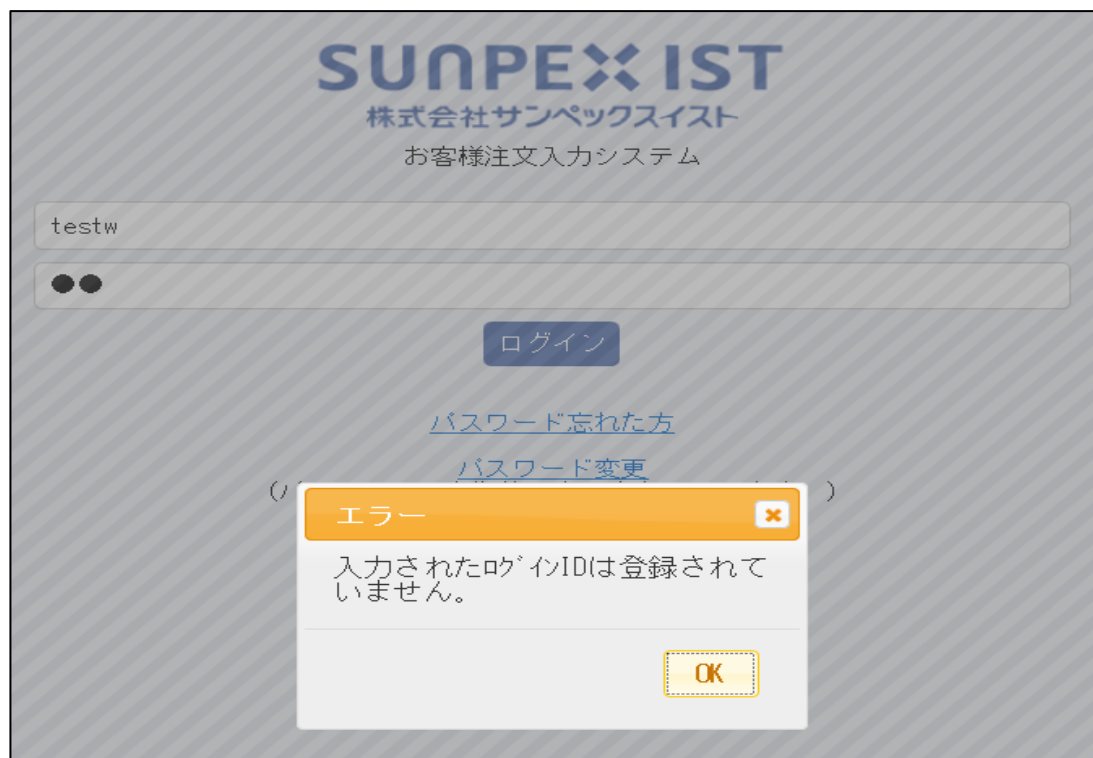 SUNPEX IST
株式会社サンペックスイスト
お客様注文入力システム
testw
●●
ログイン
パスワード忘れた方
パスワード変更
エラー
入力されたﾛｸﾞｲﾝIDは登録されて
いません。
OK